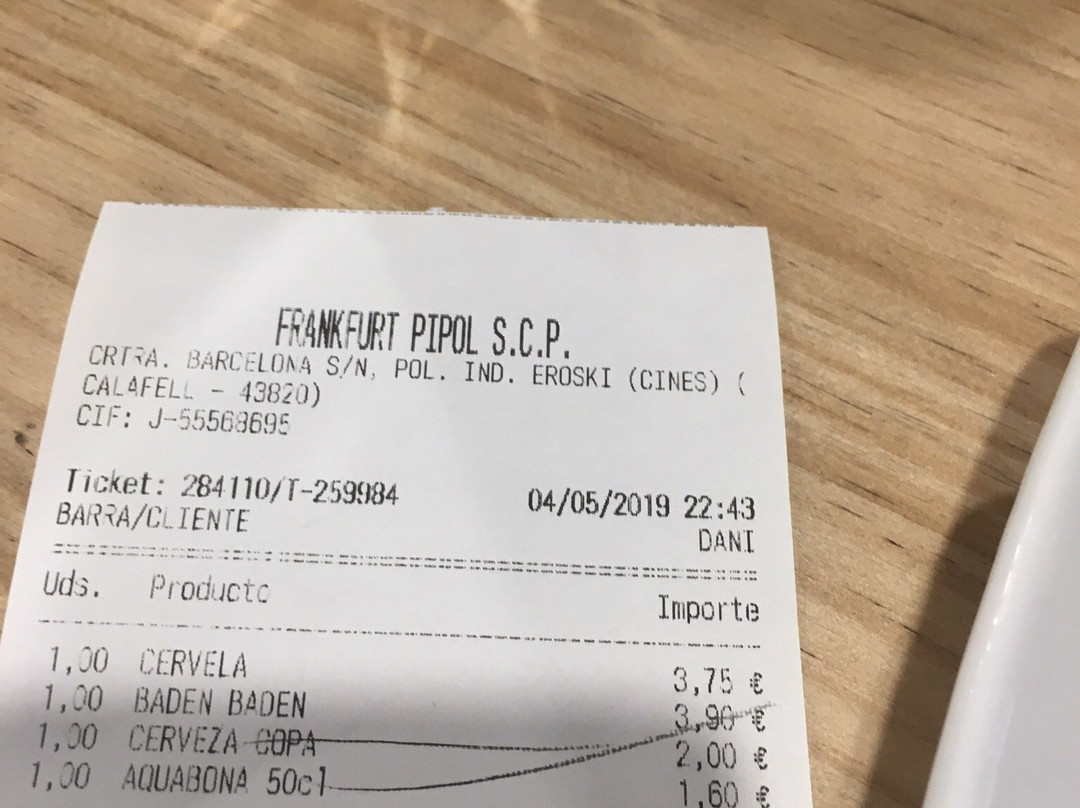 FRANKFURT PIPOL S.C.P.
CRTRA. BARCELONA S/N, POL. IND. EROSKI (CINES) (
CALAFELL - 43820)
CIF: J-55568695
Ticket: 284110/T-259984 04/05/2019 22:43
BARRA/CLIENTE DANI
Uds. Producto Importe
1,00 CERVELA 3,75 €
1,00 BADEN BADEN 3,90 €
1,00 CERVEZA COPA 2,00 €
1,00 AQUABONA 50cl 1,60 €